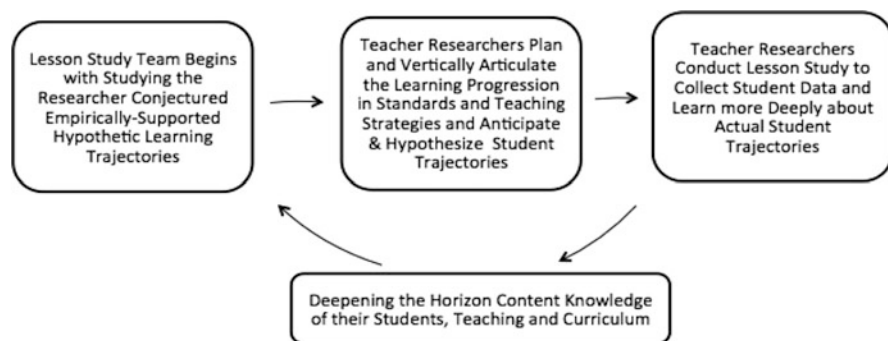 Lesson Study Team Begins
with Studying the
Researcher Conjectured
Empirically-Supported
Hypothetic Learning
Trajectories
Teacher Researchers Plan
and Vertically Articulate
the Learning Progression
in Standards and Teaching
Strategies and Anticipate
& Hypothesize Student
Trajectories
Teacher Researchers
Conduct Lesson Study to
Collect Student Data and
Learn more Deeply about
Actual Student
Trajectories
Deepening the Horizon Content Knowledge
of their Students, Teaching and Curriculum